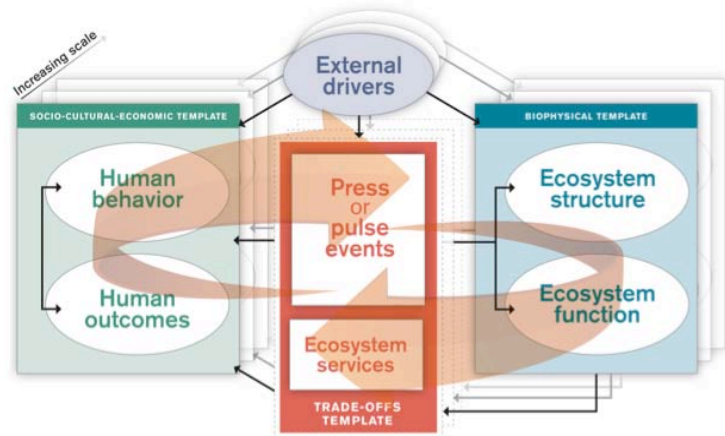 Increasing scale
External
drivers
SOCIO-CULTURAL-ECONOMIC TEMPLATE
BIOPHYSICAL TEMPLATE
Human
behavior
Press
or
pulse
events
Ecosystem
structure
Human
outcomes
Ecosystem
function
Ecosystem
services
TRADE-OFFS
TEMPLATE